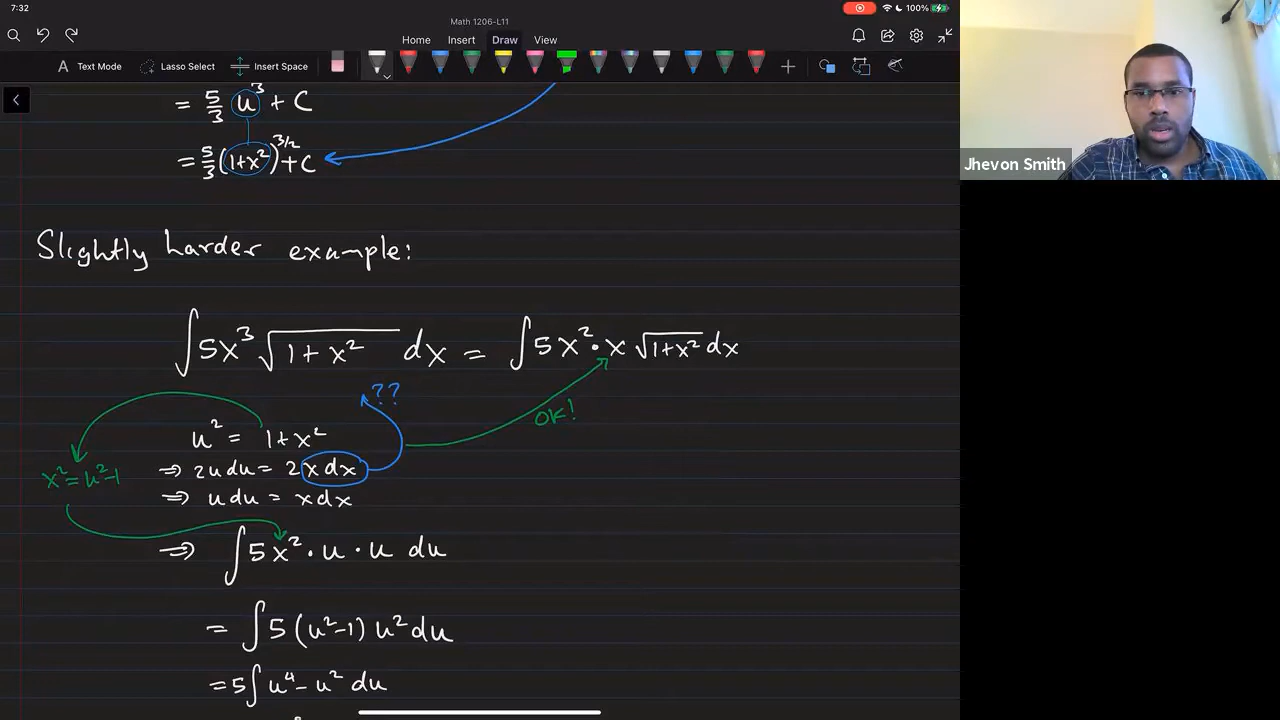 7:32
100%
Math 1206-L11
Home Insert Draw View
Text Mode Lasso Select Insert Space
= 5/3 u³ + C
= 5/3 (1+x²)^3/2 + C
Jhevon Smith
Slightly harder example:
∫5x³ √(1+x²) dx = ∫5x²·x √(1+x²) dx
??
OK!
u² = 1+x²
⇒ 2u du = 2x dx
x² = u²-1
⇒ u du = x dx
⇒ ∫5x²·u·u du
= ∫5(u²-1)u² du
= 5∫u⁴-u² du